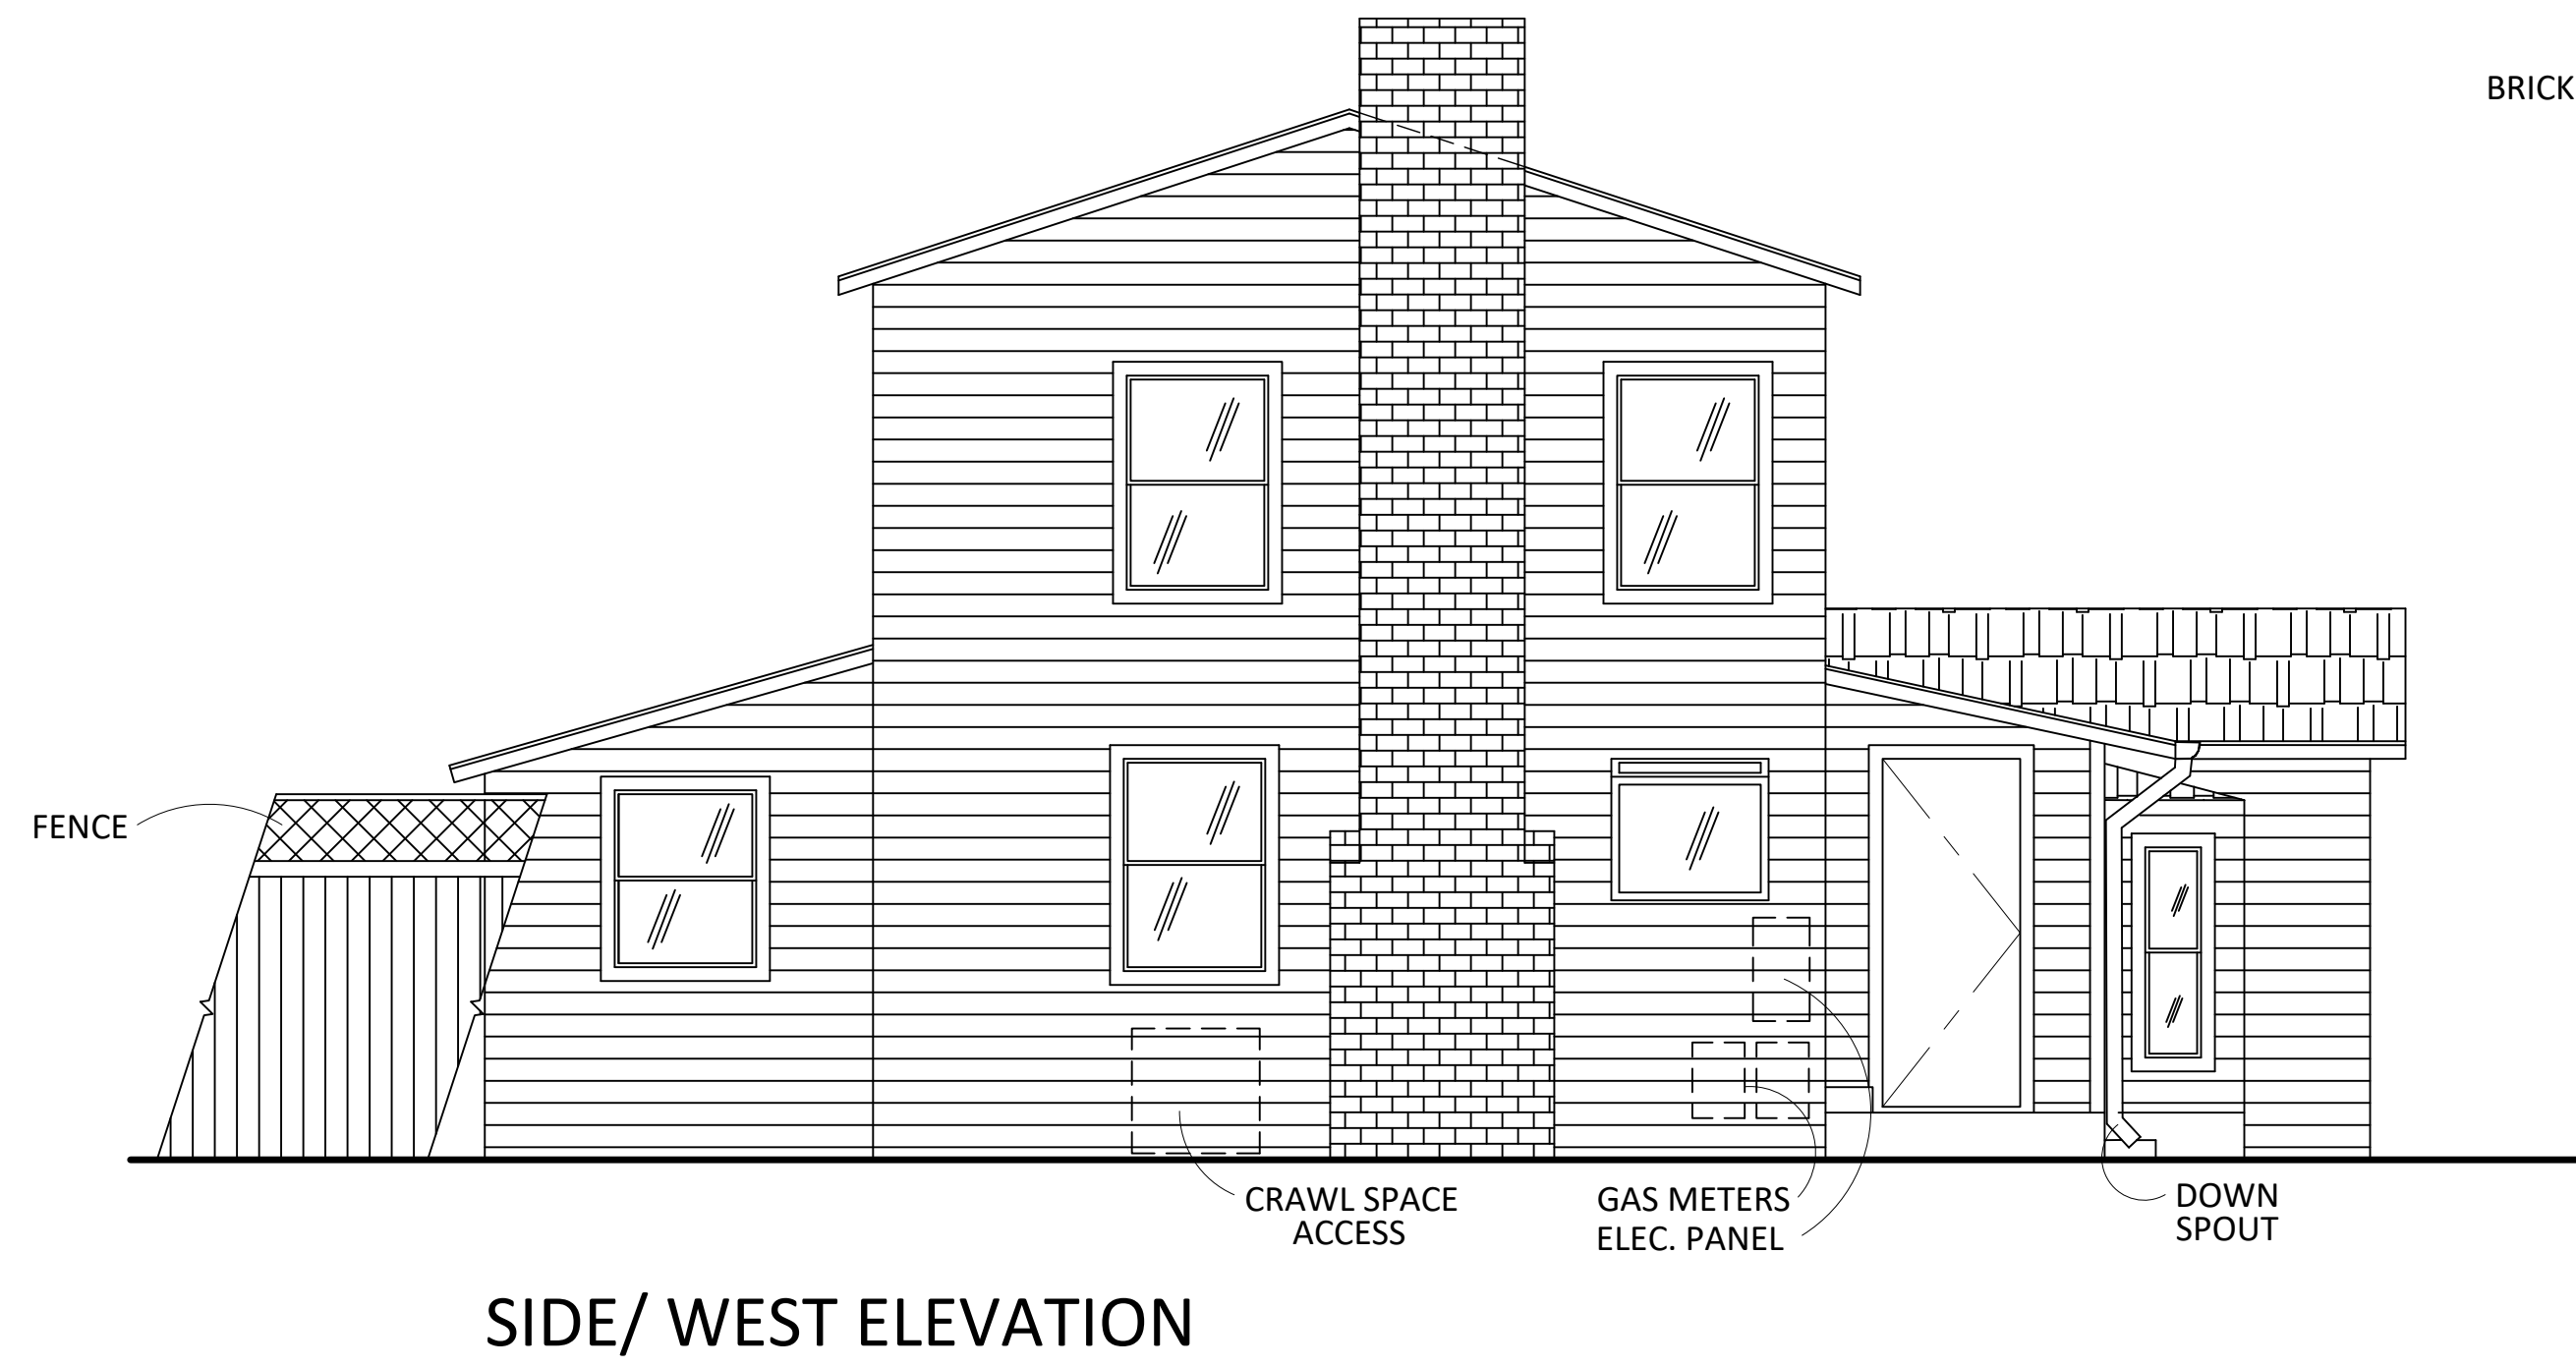 BRICK
FENCE
CRAWL SPACE
ACCESS
GAS METERS
ELEC. PANEL
DOWN
SPOUT
SIDE/ WEST ELEVATION